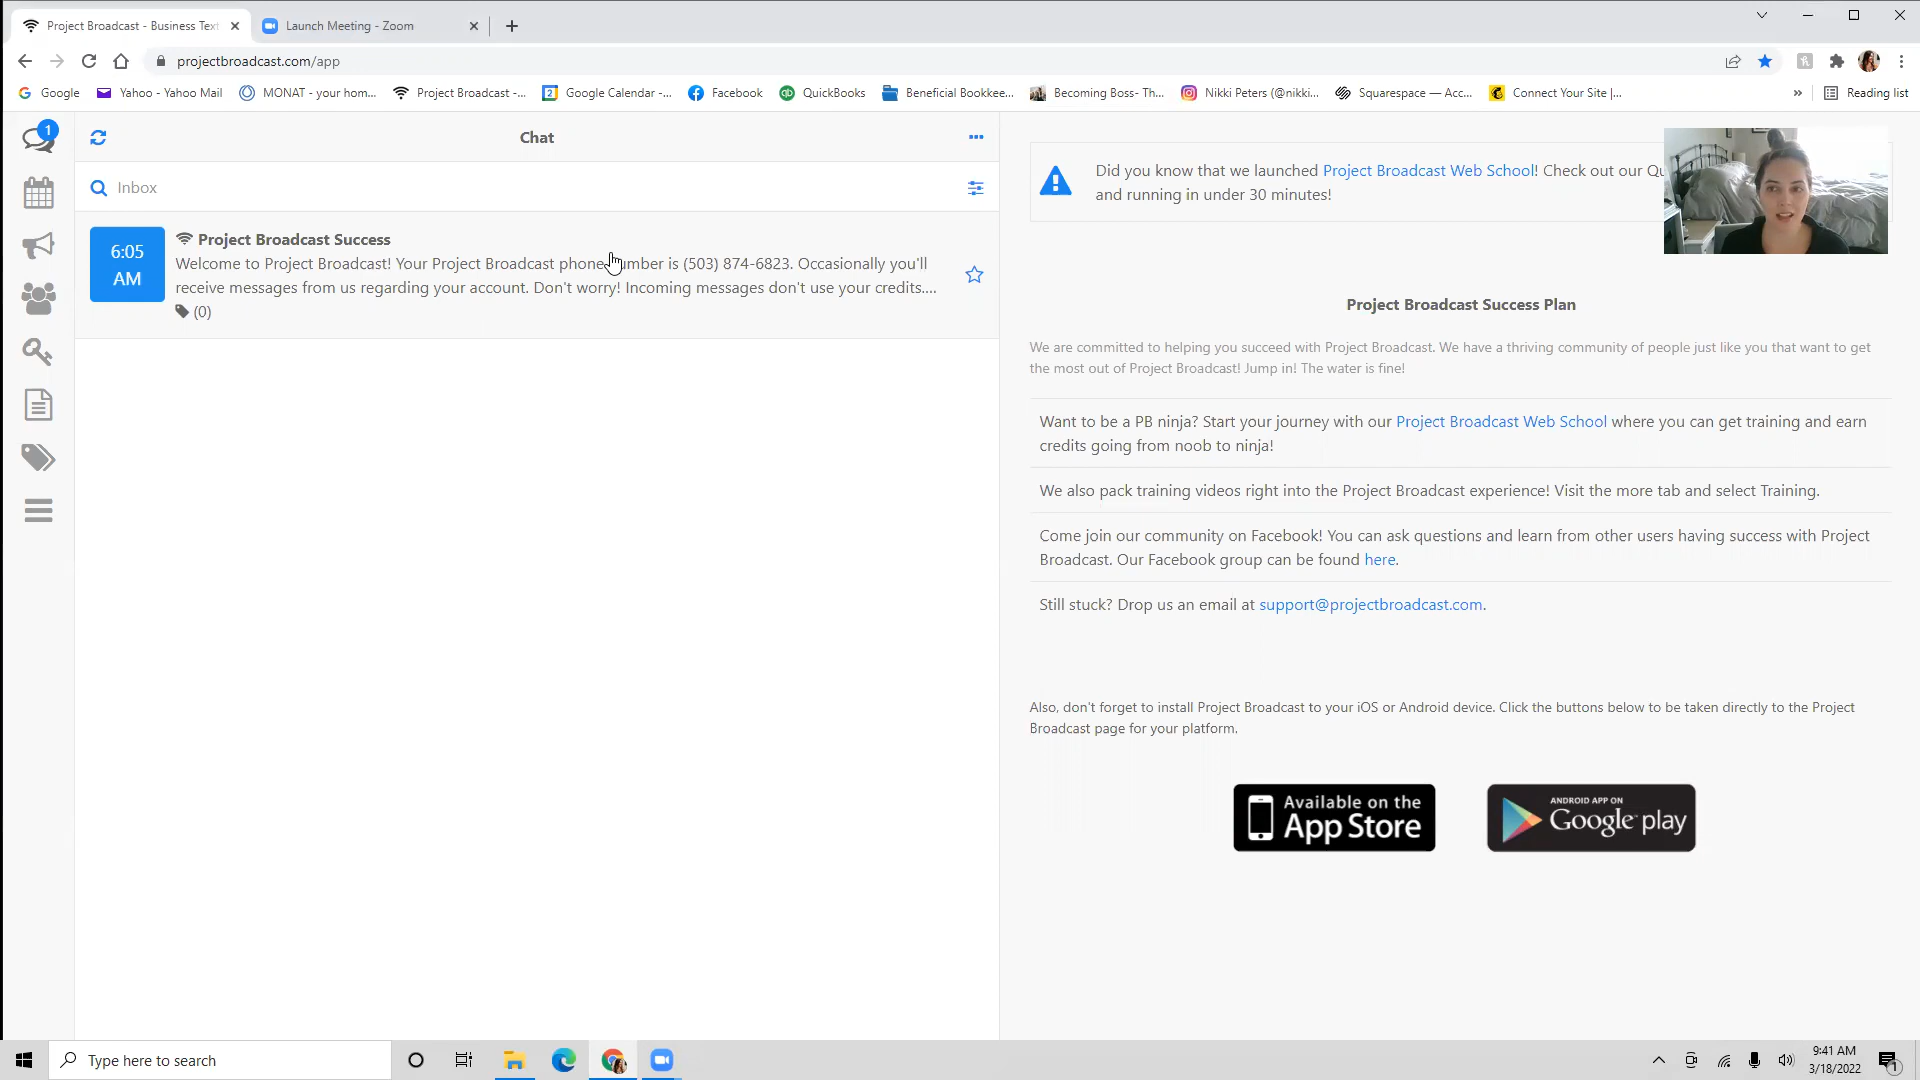 Project Broadcast - Business Text
Launch Meeting - Zoom
projectbroadcast.com/app
Google
Yahoo - Yahoo Mail
MONAT - your hom...
Project Broadcast -...
Google Calendar -...
Facebook
QuickBooks
Beneficial Bookkee...
Becoming Boss- Th...
Nikki Peters (@nikki...
Squarespace — Acc...
Connect Your Site |...
»
Reading list
1
Chat
Inbox
6:05
AM
Project Broadcast Success
Welcome to Project Broadcast! Your Project Broadcast phone number is (503) 874-6823. Occasionally you'll
receive messages from us regarding your account. Don't worry! Incoming messages don't use your credits....
(0)
Did you know that we launched Project Broadcast Web School! Check out our Qu
and running in under 30 minutes!
Project Broadcast Success Plan
We are committed to helping you succeed with Project Broadcast. We have a thriving community of people just like you that want to get
the most out of Project Broadcast! Jump in! The water is fine!
Want to be a PB ninja? Start your journey with our Project Broadcast Web School where you can get training and earn
credits going from noob to ninja!
We also pack training videos right into the Project Broadcast experience! Visit the more tab and select Training.
Come join our community on Facebook! You can ask questions and learn from other users having success with Project
Broadcast. Our Facebook group can be found here.
Still stuck? Drop us an email at support@projectbroadcast.com.
Also, don't forget to install Project Broadcast to your iOS or Android device. Click the buttons below to be taken directly to the Project
Broadcast page for your platform.
Available on the
App Store
ANDROID APP ON
Google play
Type here to search
9:41 AM
3/18/2022
1